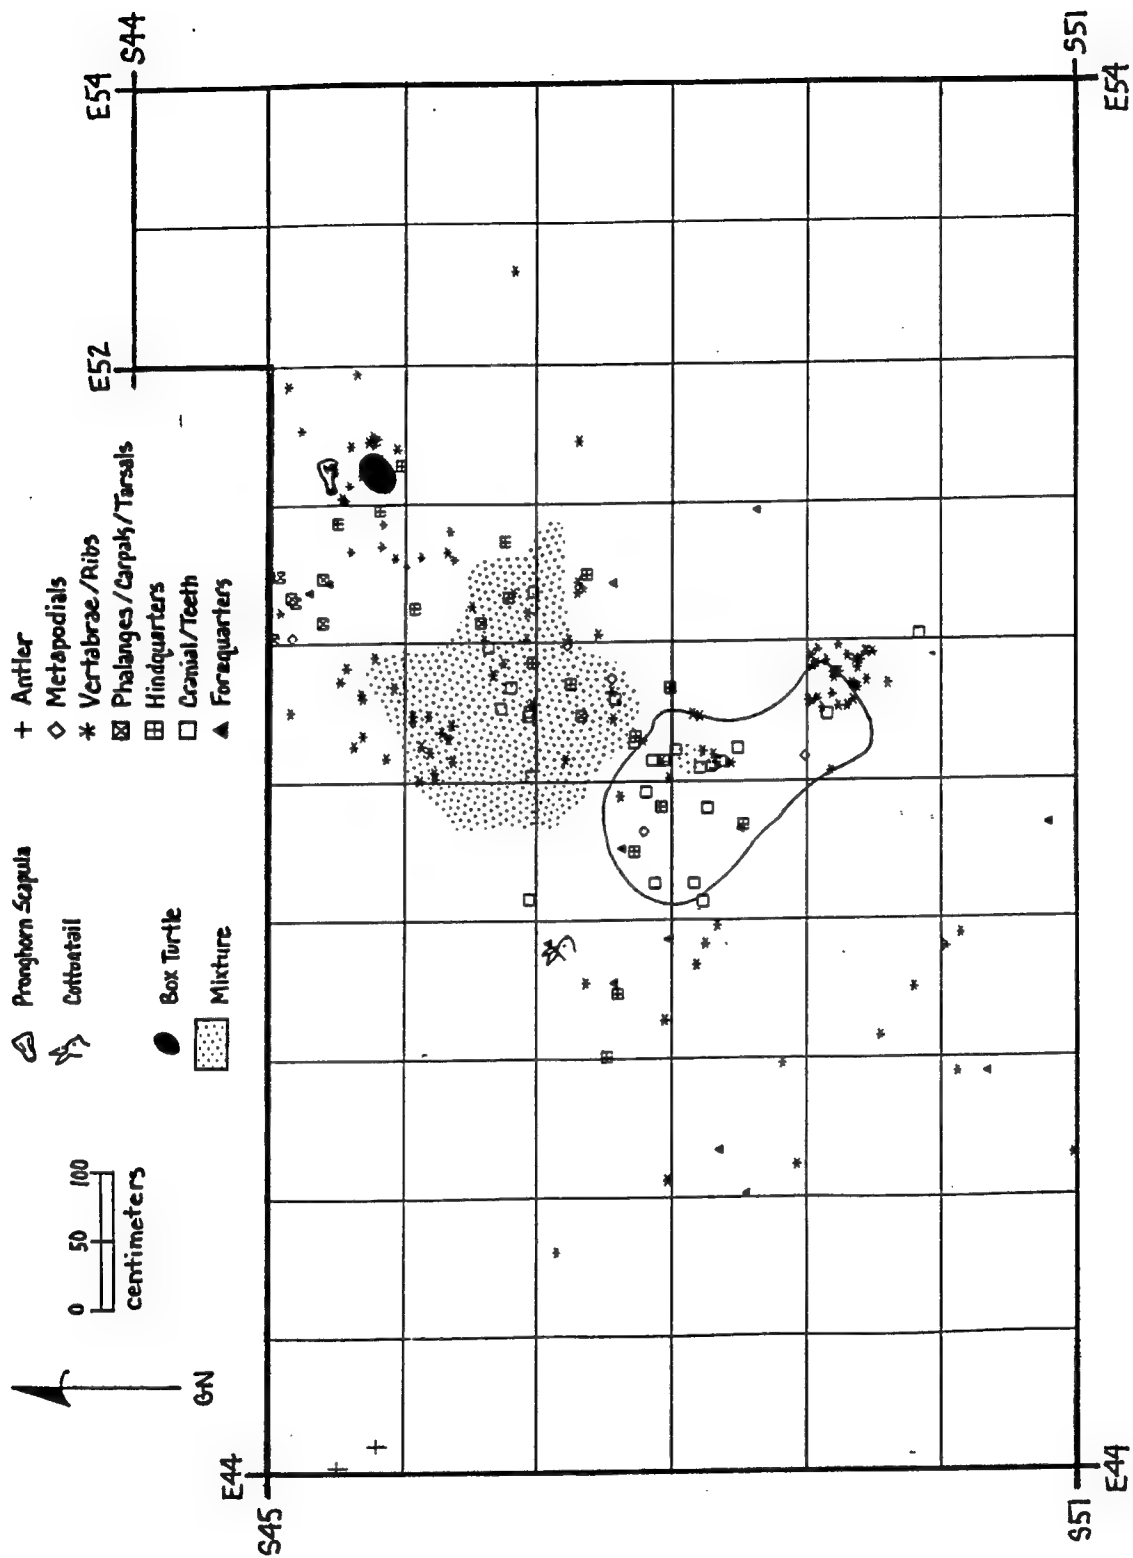 + Antler
◇ Metapodials
* Vertabrae/Ribs
⊠ Phalanges/Carpals/Tarsals
⊞ Hindquarters
□ Cranial/Teeth
▲ Forequarters
Pronghorn Scapula
Cottontail
Box Turtle
Mixture
0 50 100
centimeters
GN
E44
S45
E52
E54
S44
S51
E44
S51
E54